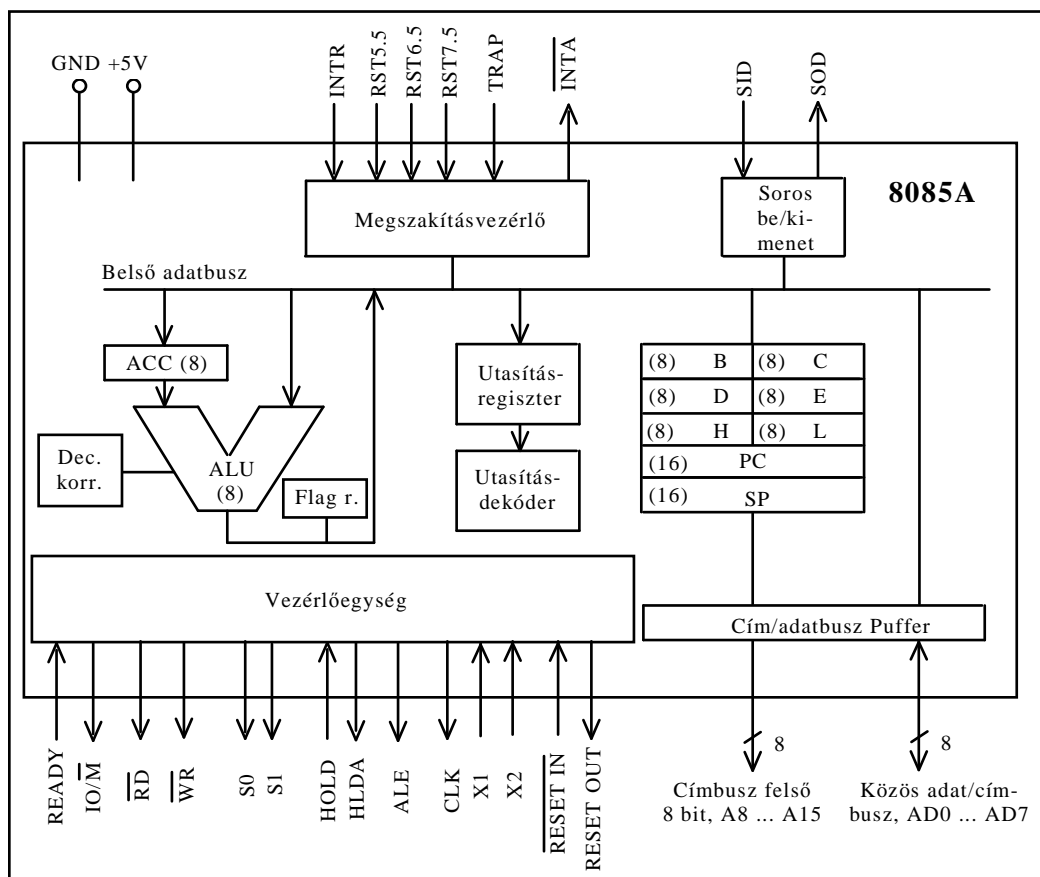 GND +5V
INTR
RST5.5
RST6.5
RST7.5
TRAP
INTA
SID
SOD
8085A
Megszakításvezérlő
Soros
be/ki-
menet
Belső adatbusz
ACC (8)
ALU
(8)
Dec.
korr.
Flag r.
Utasítás-
regiszter
Utasítás-
dekóder
(8) B (8) C
(8) D (8) E
(8) H (8) L
(16) PC
(16) SP
Vezérlőegység
Cím/adatbusz Puffer
READY
IO/M
RD
WR
S0
S1
HOLD
HLDA
ALE
CLK
X1
X2
RESET IN
RESET OUT
8
8
Címbusz felső
8 bit, A8 ... A15
Közös adat/cím-
busz, AD0 ... AD7